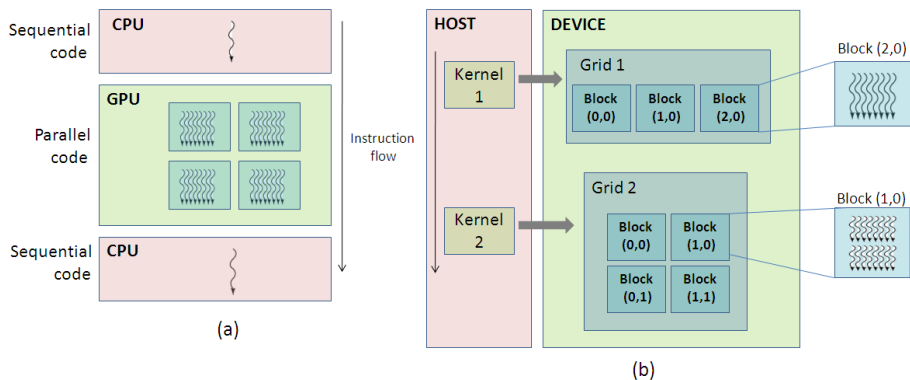 Sequential
code
CPU
GPU
Parallel
code
Sequential
code
CPU
Instruction
flow
(a)
HOST
Kernel
1
Kernel
2
DEVICE
Grid 1
Block
(0,0)
Block
(1,0)
Block
(2,0)
Block (2,0)
Grid 2
Block
(0,0)
Block
(1,0)
Block
(0,1)
Block
(1,1)
Block (1,0)
(b)